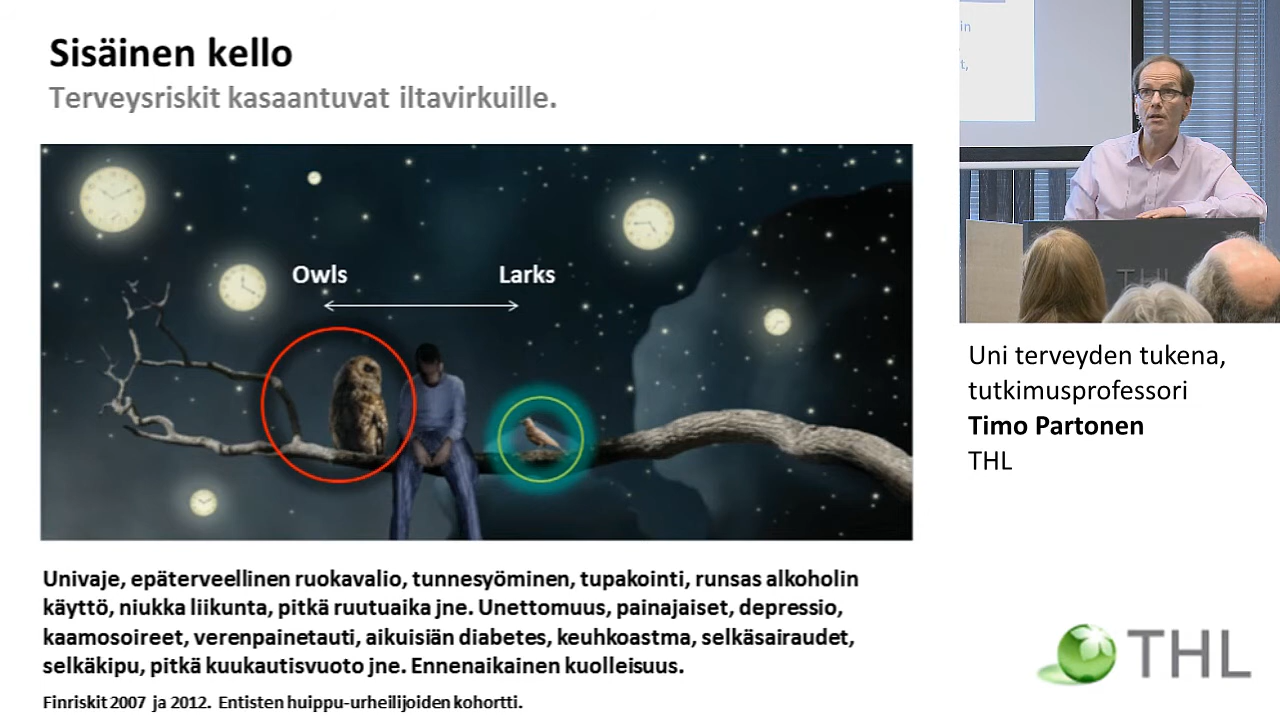 Sisäinen kello
Terveysriskit kasaantuvat iltavirkuille.
Owls
Larks
Univaje, epäterveellinen ruokavalio, tunnesyöminen, tupakointi, runsas alkoholin
käyttö, niukka liikunta, pitkä ruutuaika jne. Unettomuus, painajaiset, depressio,
kaamosoireet, verenpainetauti, aikuisiän diabetes, keuhkoastma, selkäsairaudet,
selkäkipu, pitkä kuukautisvuoto jne. Ennenaikainen kuolleisuus.
Finriskit 2007 ja 2012. Entisten huippu-urheilijoiden kohortti.
THL
Uni terveyden tukena,
tutkimusprofessori
Timo Partonen
THL
THL